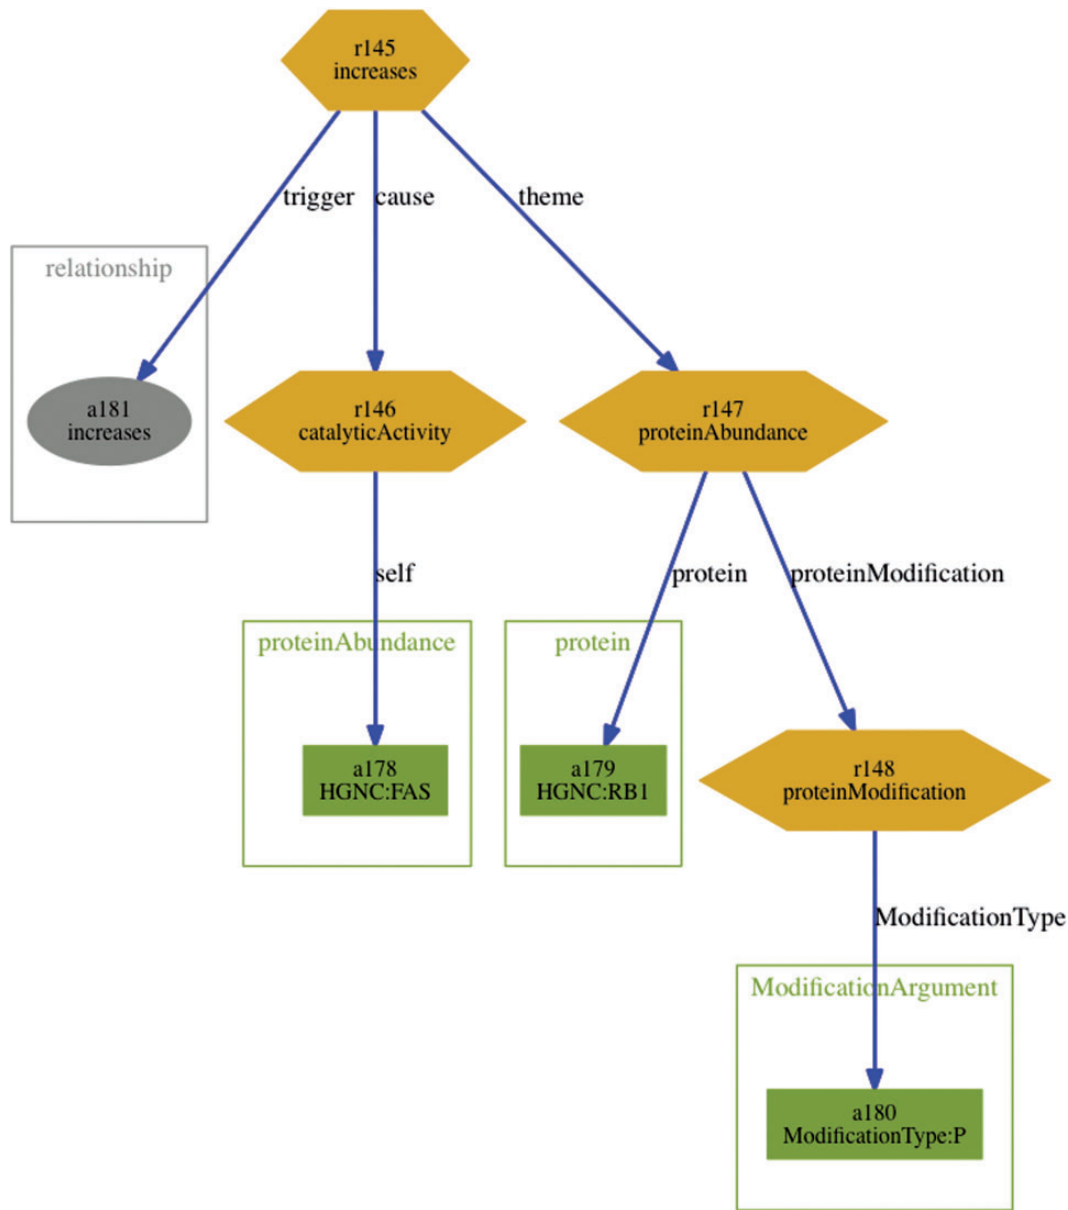 r145
increases
trigger
cause
theme
relationship
a181
increases
r146
catalyticActivity
r147
proteinAbundance
self
protein
proteinModification
proteinAbundance
protein
a178
HGNC:FAS
a179
HGNC:RB1
r148
proteinModification
ModificationType
ModificationArgument
a180
ModificationType:P